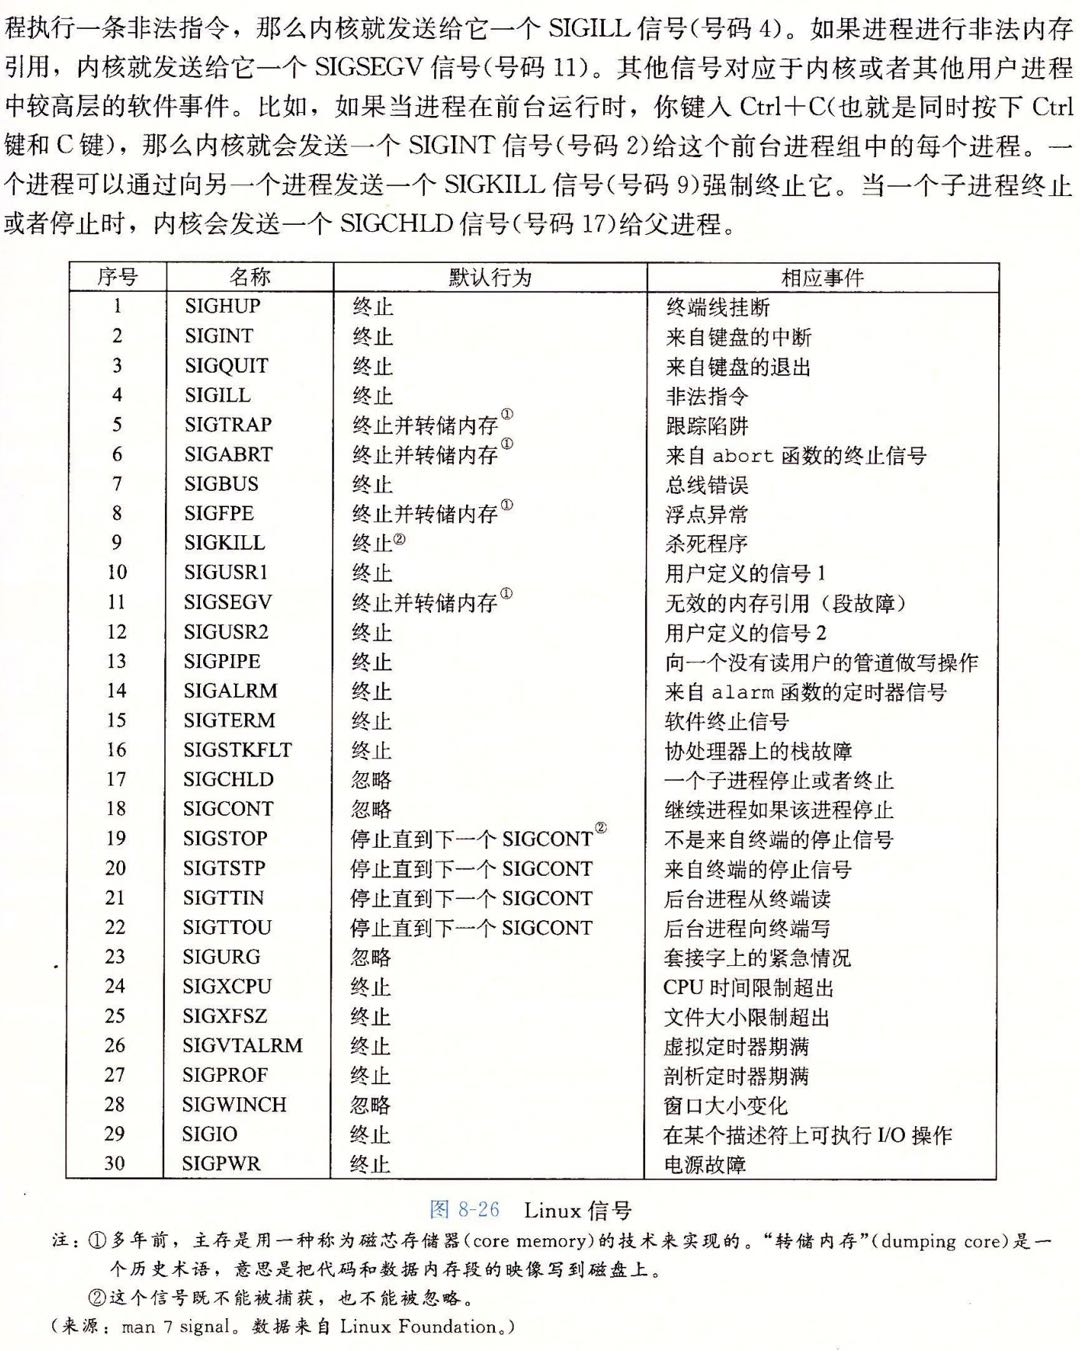 程执行一条非法指令，那么内核就发送给它一个 SIGILL 信号(号码 4)。如果进程进行非法内存
引用，内核就发送给它一个 SIGSEGV 信号(号码 11)。其他信号对应于内核或者其他用户进程
中较高层的软件事件。比如，如果当进程在前台运行时，你键入 Ctrl＋C(也就是同时按下 Ctrl
键和 C 键)，那么内核就会发送一个 SIGINT 信号(号码 2)给这个前台进程组中的每个进程。一
个进程可以通过向另一个进程发送一个 SIGKILL 信号(号码 9)强制终止它。当一个子进程终止
或者停止时，内核会发送一个 SIGCHLD 信号(号码 17)给父进程。
序号 名称 默认行为 相应事件
1 SIGHUP 终止 终端线挂断
2 SIGINT 终止 来自键盘的中断
3 SIGQUIT 终止 来自键盘的退出
4 SIGILL 终止 非法指令
5 SIGTRAP 终止并转储内存① 跟踪陷阱
6 SIGABRT 终止并转储内存① 来自 abort 函数的终止信号
7 SIGBUS 终止 总线错误
8 SIGFPE 终止并转储内存① 浮点异常
9 SIGKILL 终止② 杀死程序
10 SIGUSR1 终止 用户定义的信号 1
11 SIGSEGV 终止并转储内存① 无效的内存引用（段故障）
12 SIGUSR2 终止 用户定义的信号 2
13 SIGPIPE 终止 向一个没有读用户的管道做写操作
14 SIGALRM 终止 来自 alarm 函数的定时器信号
15 SIGTERM 终止 软件终止信号
16 SIGSTKFLT 终止 协处理器上的栈故障
17 SIGCHLD 忽略 一个子进程停止或者终止
18 SIGCONT 忽略 继续进程如果该进程停止
19 SIGSTOP 停止直到下一个 SIGCONT② 不是来自终端的停止信号
20 SIGTSTP 停止直到下一个 SIGCONT 来自终端的停止信号
21 SIGTTIN 停止直到下一个 SIGCONT 后台进程从终端读
22 SIGTTOU 停止直到下一个 SIGCONT 后台进程向终端写
23 SIGURG 忽略 套接字上的紧急情况
24 SIGXCPU 终止 CPU 时间限制超出
25 SIGXFSZ 终止 文件大小限制超出
26 SIGVTALRM 终止 虚拟定时器期满
27 SIGPROF 终止 剖析定时器期满
28 SIGWINCH 忽略 窗口大小变化
29 SIGIO 终止 在某个描述符上可执行 I/O 操作
30 SIGPWR 终止 电源故障
图 8-26 Linux 信号
注：①多年前，主存是用一种称为磁芯存储器(core memory)的技术来实现的。“转储内存”(dumping core)是一
个历史术语，意思是把代码和数据内存段的映像写到磁盘上。
②这个信号既不能被捕获，也不能被忽略。
(来源：man 7 signal。数据来自 Linux Foundation。)